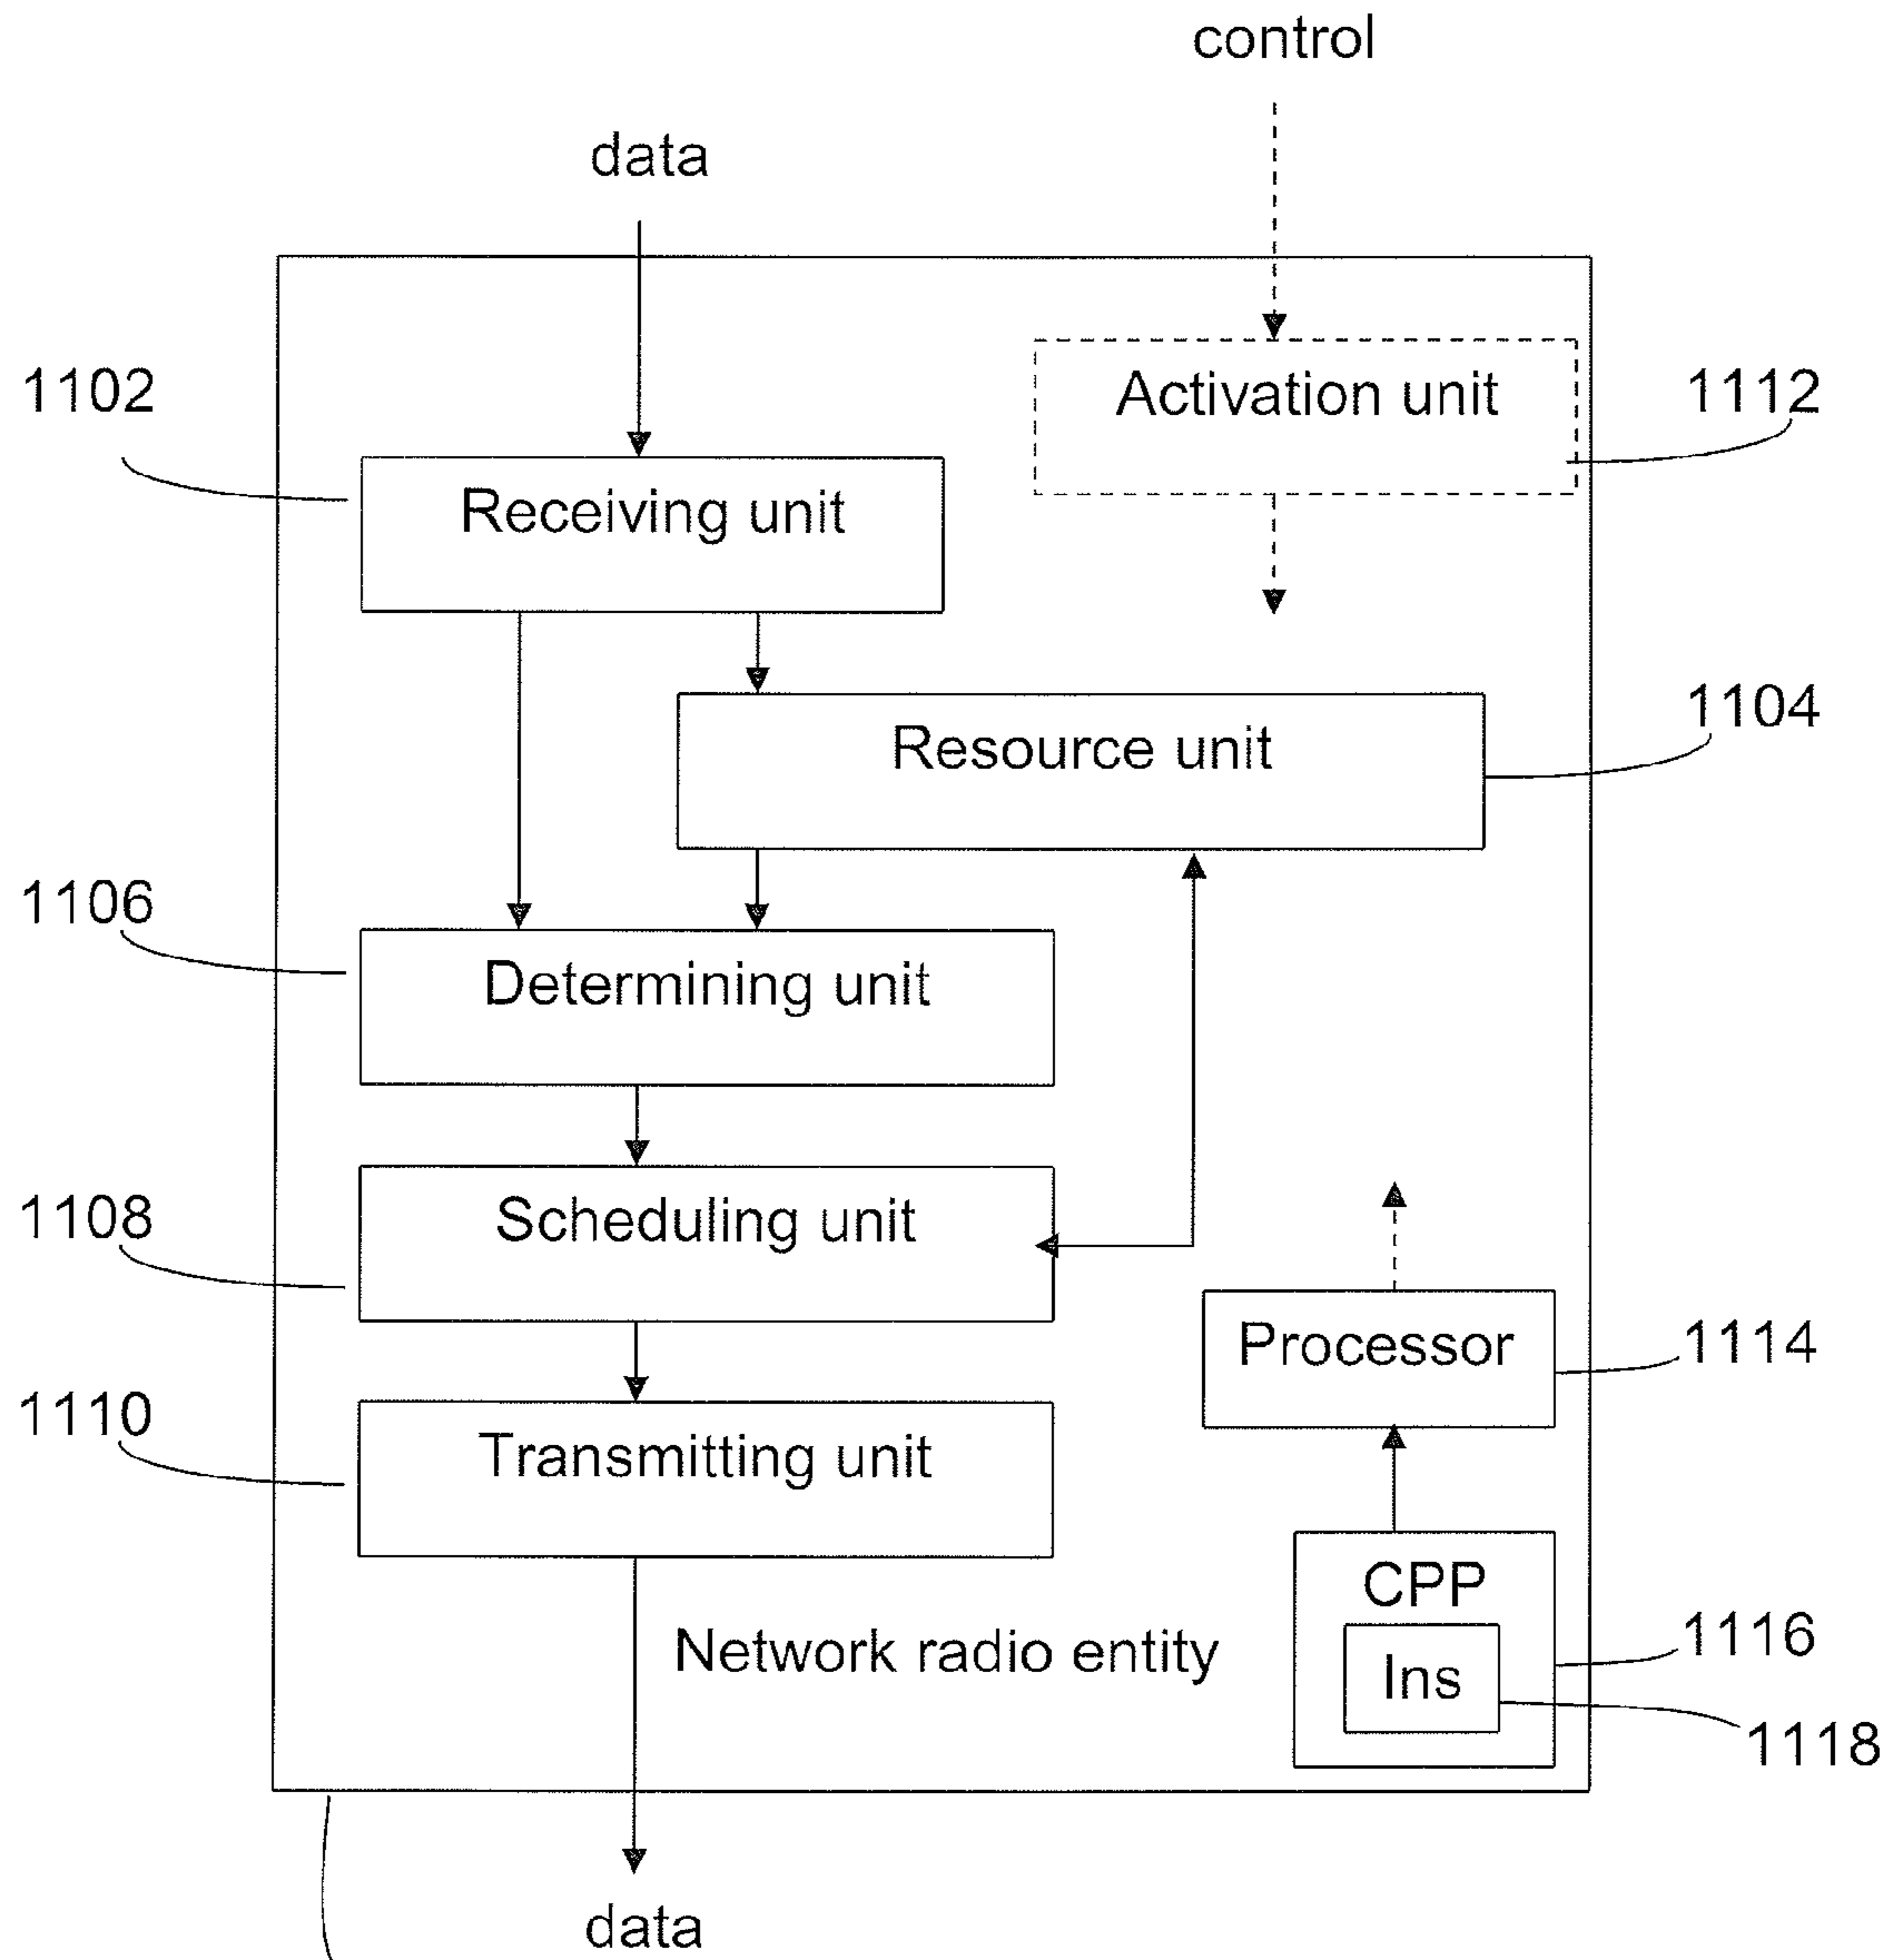 control
data
1102
Activation unit
1112
Receiving unit
1104
Resource unit
1106
Determining unit
1108
Scheduling unit
Processor
1114
1110
Transmitting unit
CPP
1116
Network radio entity
Ins
1118
data